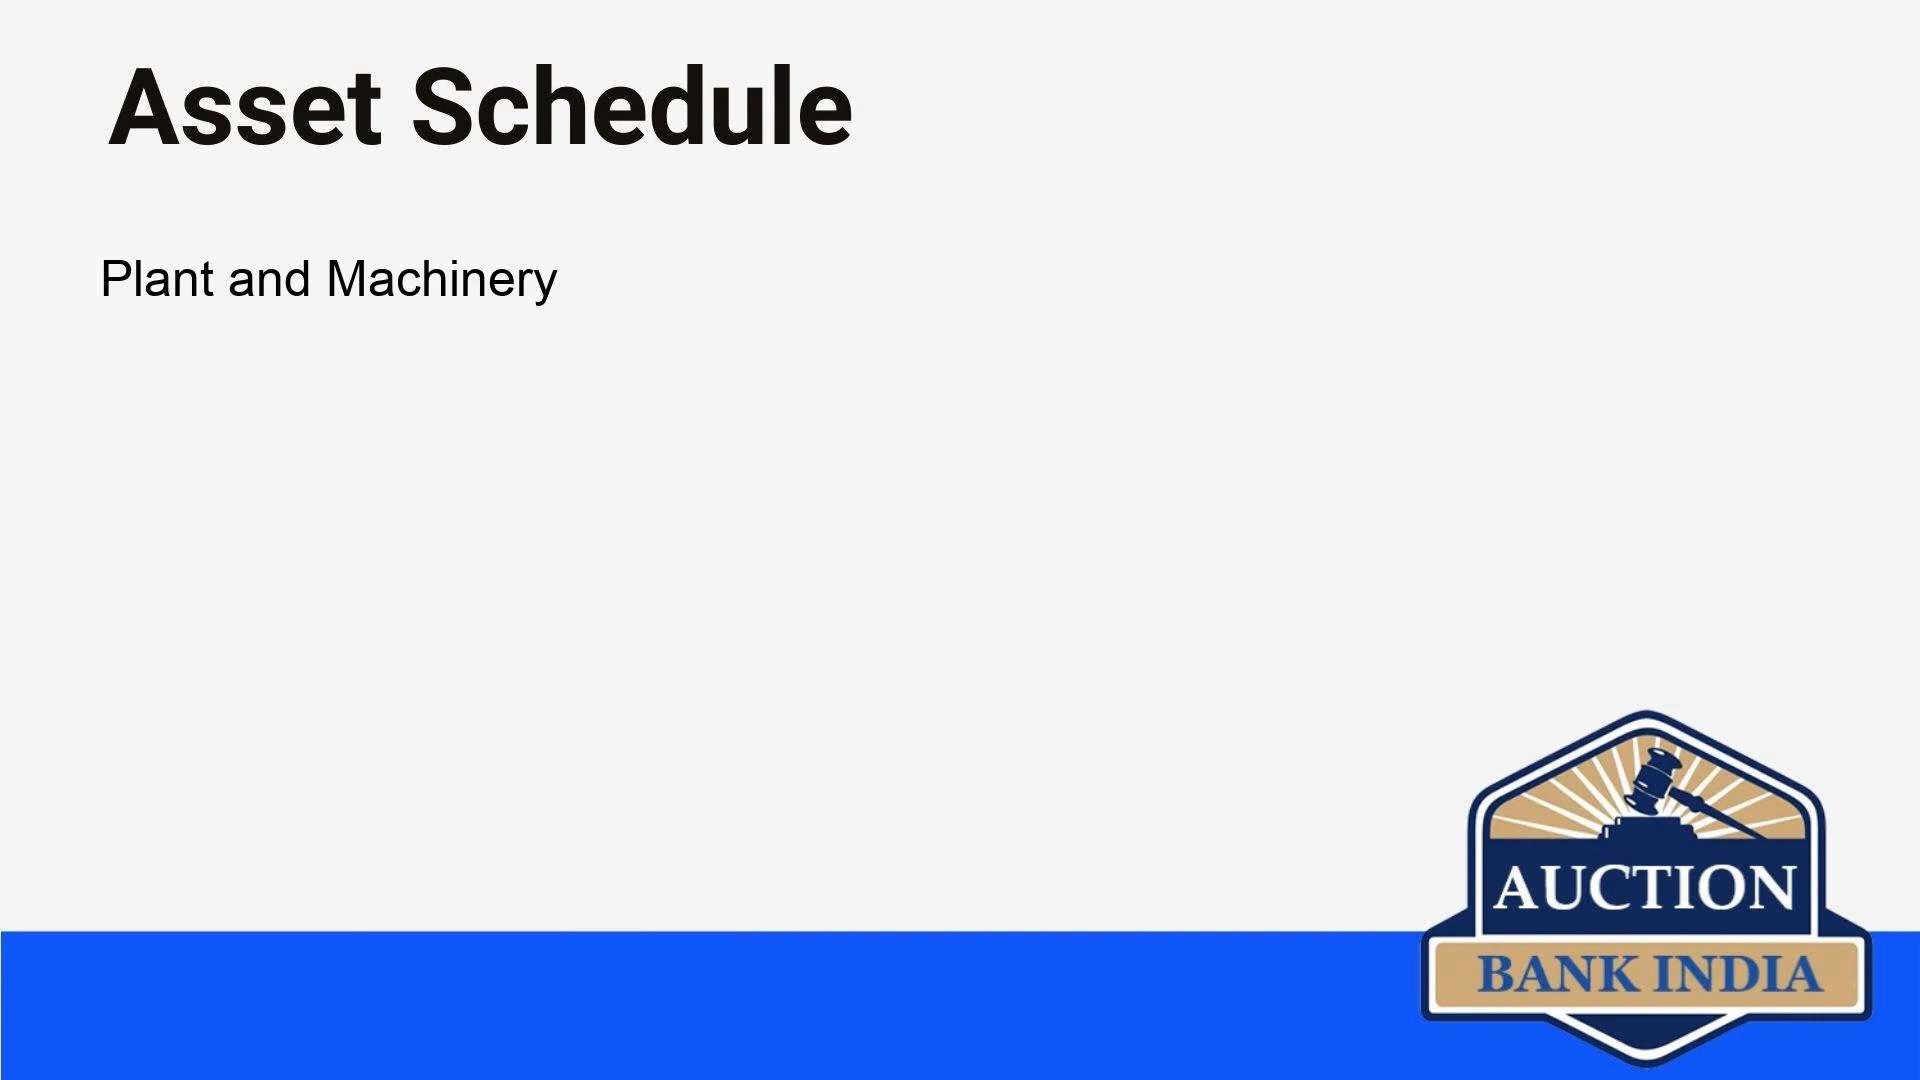 Asset Schedule
Plant and Machinery
AUCTION
BANK INDIA